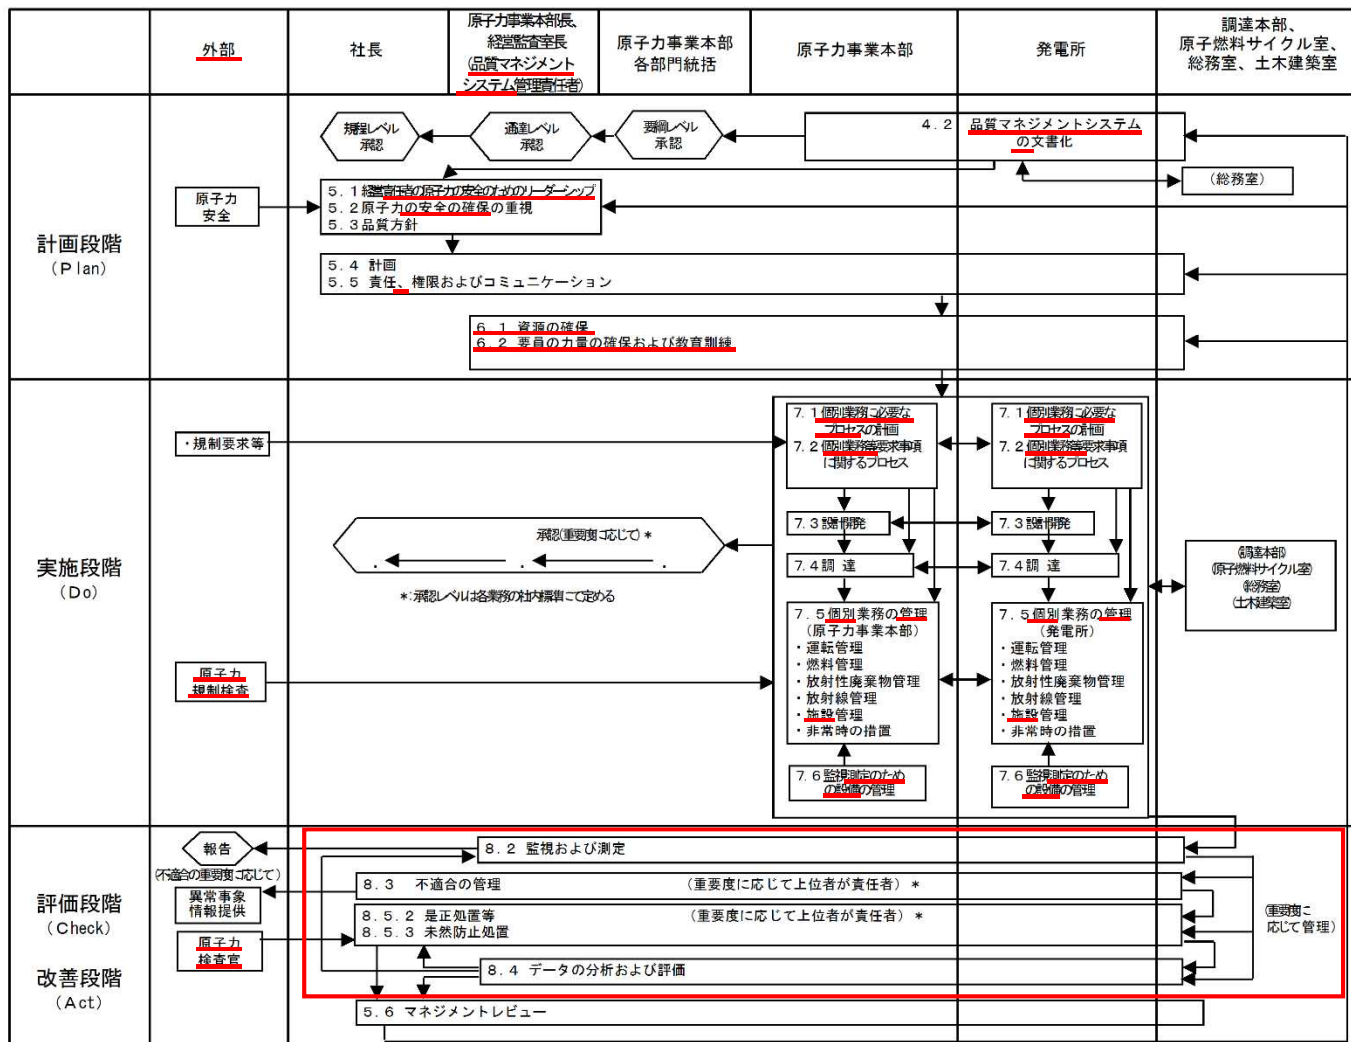 外部
社長
原子力事業本部長、
経営監査室長
(品質マネジメント
システム管理責任者)
原子力事業本部
各部門統括
原子力事業本部
発電所
調達本部、
原子燃料サイクル室、
総務室、土木建築室
計画段階
(Plan)
規程レベル
承認
通達レベル
承認
要綱レベル
承認
4.2 品質マネジメントシステム
の文書化
(総務室)
原子力
安全
5.1経営責任者の原子力の安全のためのリーダーシップ
5.2原子力の安全の確保の重視
5.3品質方針
5.4 計画
5.5 責任、権限およびコミュニケーション
6.1 資源の確保
6.2 要員の力量の確保および教育訓練
実施段階
(Do)
・規制要求等
7.1個別業務に必要な
プロセスの計画
7.2個別業務等要求事項
に関するプロセス
7.1個別業務に必要な
プロセスの計画
7.2個別業務等要求事項
に関するプロセス
7.3設計開発
7.3設計開発
承認(重要度に応じて)*
*:承認レベルは各業務の社内標準にて定める
7.4調 達
7.4調 達
(調達本部)
(原子燃料サイクル室)
(総務室)
(土木建築室)
7.5個別業務の管理
(原子力事業本部)
・運転管理
・燃料管理
・放射性廃棄物管理
・放射線管理
・施設管理
・非常時の措置
7.5個別業務の管理
(発電所)
・運転管理
・燃料管理
・放射性廃棄物管理
・放射線管理
・施設管理
・非常時の措置
原子力
規制検査
7.6監視測定のため
の設備の管理
7.6監視測定のため
の設備の管理
評価段階
(Check)
改善段階
(Act)
報告
(不適合の重要度に応じて)
異常事象
情報提供
原子力
検査官
8.2 監視および測定
8.3 不適合の管理 (重要度に応じて上位者が責任者)*
8.5.2 是正処置等 (重要度に応じて上位者が責任者)*
8.5.3 未然防止処置
8.4 データの分析および評価
(重要度に
応じて管理)
5.6 マネジメントレビュー